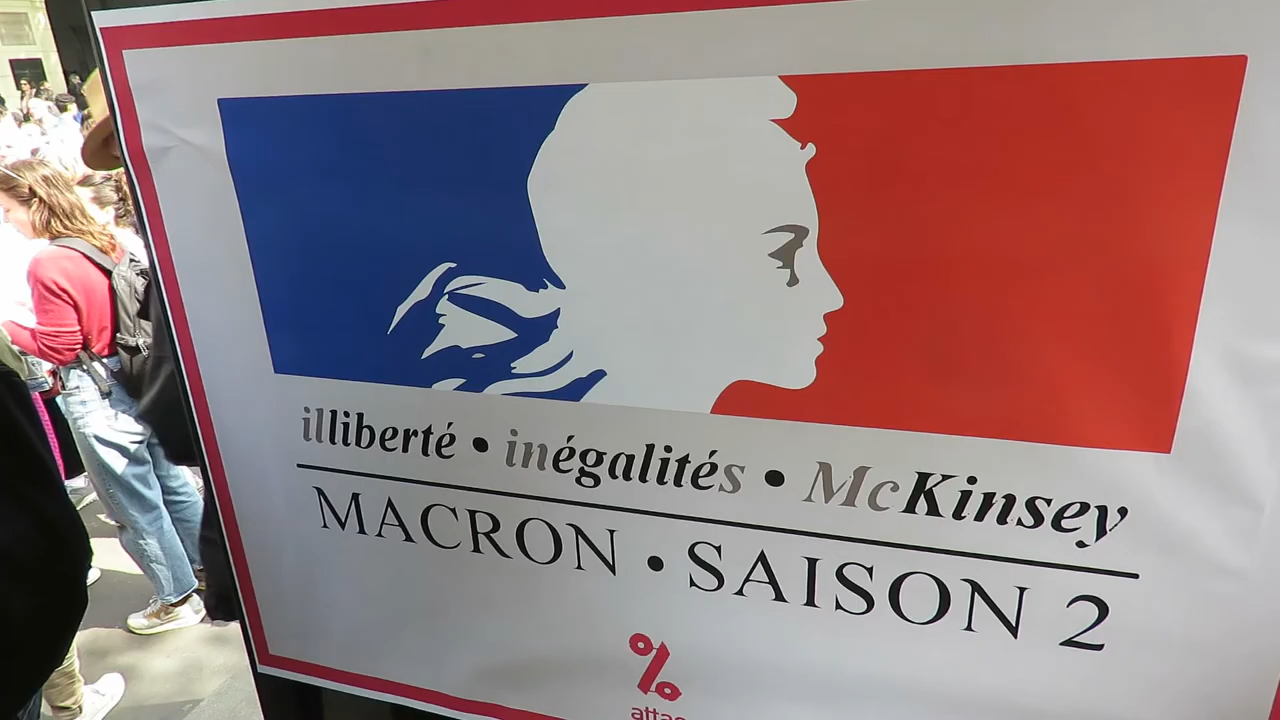 illiberté • inégalités • McKinsey
MACRON • SAISON 2
%
attac